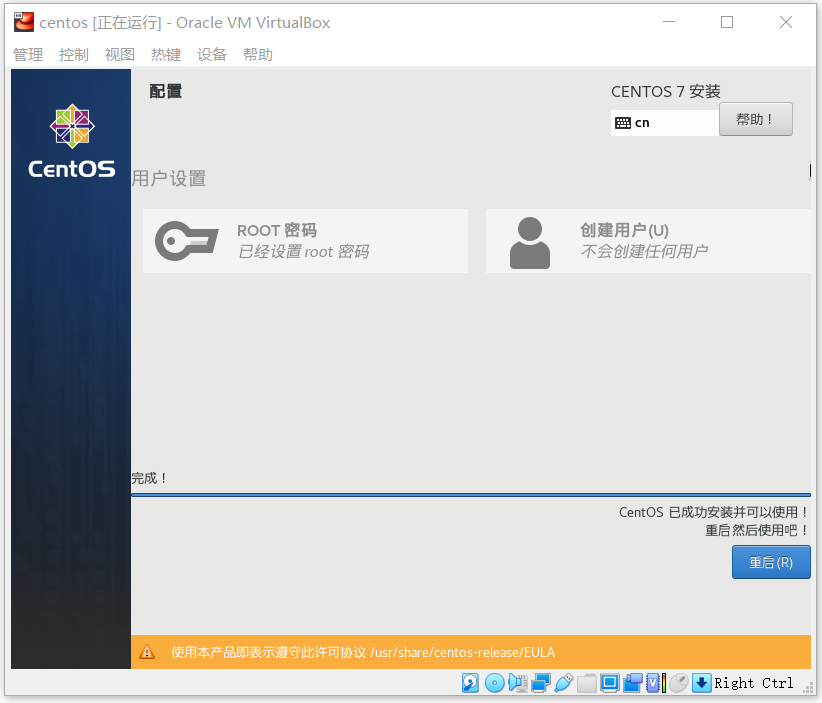 centos [正在运行] - Oracle VM VirtualBox
管理 控制 视图 热键 设备 帮助
配置
CENTOS 7 安装
cn
帮助！
CentOS
用户设置
ROOT 密码
已经设置 root 密码
创建用户(U)
不会创建任何用户
完成！
CentOS 已成功安装并可以使用！
重启然后使用吧！
重启(R)
使用本产品即表示遵守此许可协议 /usr/share/centos-release/EULA
Right Ctrl